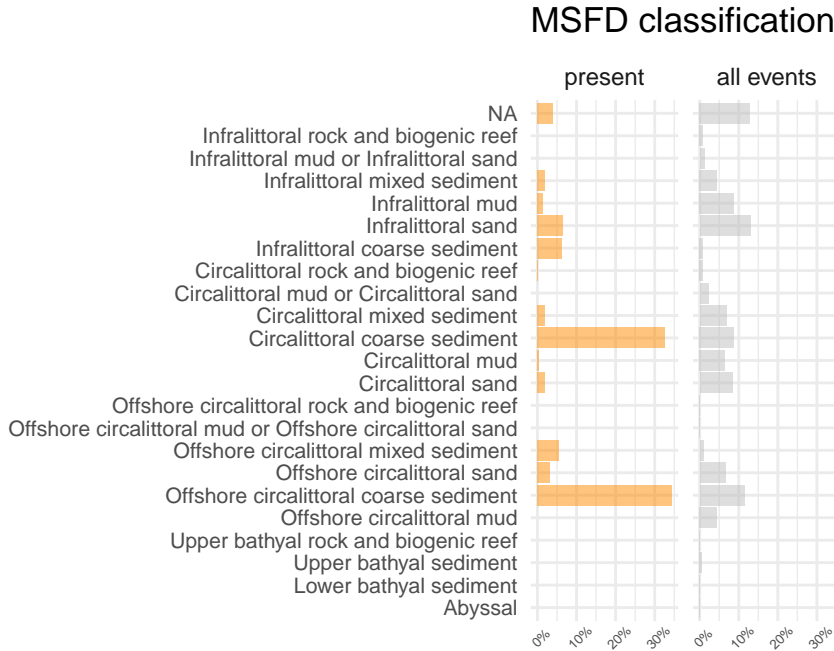 MSFD classification
present
all events
NA
Infralittoral rock and biogenic reef
Infralittoral mud or Infralittoral sand
Infralittoral mixed sediment
Infralittoral mud
Infralittoral sand
Infralittoral coarse sediment
Circalittoral rock and biogenic reef
Circalittoral mud or Circalittoral sand
Circalittoral mixed sediment
Circalittoral coarse sediment
Circalittoral mud
Circalittoral sand
Offshore circalittoral rock and biogenic reef
Offshore circalittoral mud or Offshore circalittoral sand
Offshore circalittoral mixed sediment
Offshore circalittoral sand
Offshore circalittoral coarse sediment
Offshore circalittoral mud
Upper bathyal rock and biogenic reef
Upper bathyal sediment
Lower bathyal sediment
Abyssal
0% 10% 20% 30% 0% 10% 20% 30%